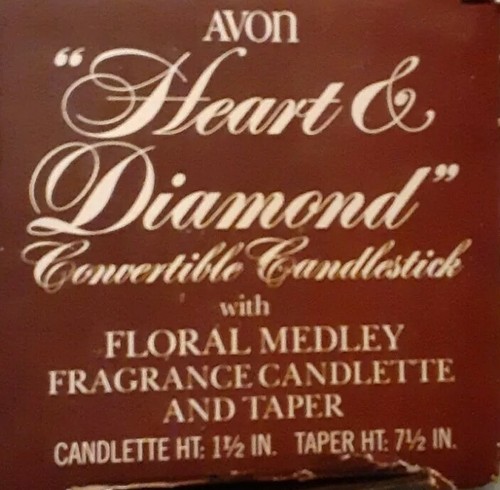 AVON
"Heart &
Diamond"
Convertible Candlestick
with
FLORAL MEDLEY
FRAGRANCE CANDLETTE
AND TAPER
CANDLETTE HT: 1½ IN. TAPER HT: 7½ IN.